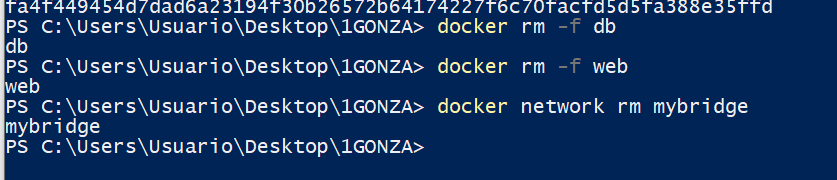 fa4f449454d7dad6a23194f30b26572b64174227f6c70facfd5d5fa388e35ffd
PS C:\Users\Usuario\Desktop\1GONZA> docker rm -f db
db
PS C:\Users\Usuario\Desktop\1GONZA> docker rm -f web
web
PS C:\Users\Usuario\Desktop\1GONZA> docker network rm mybridge
mybridge
PS C:\Users\Usuario\Desktop\1GONZA>